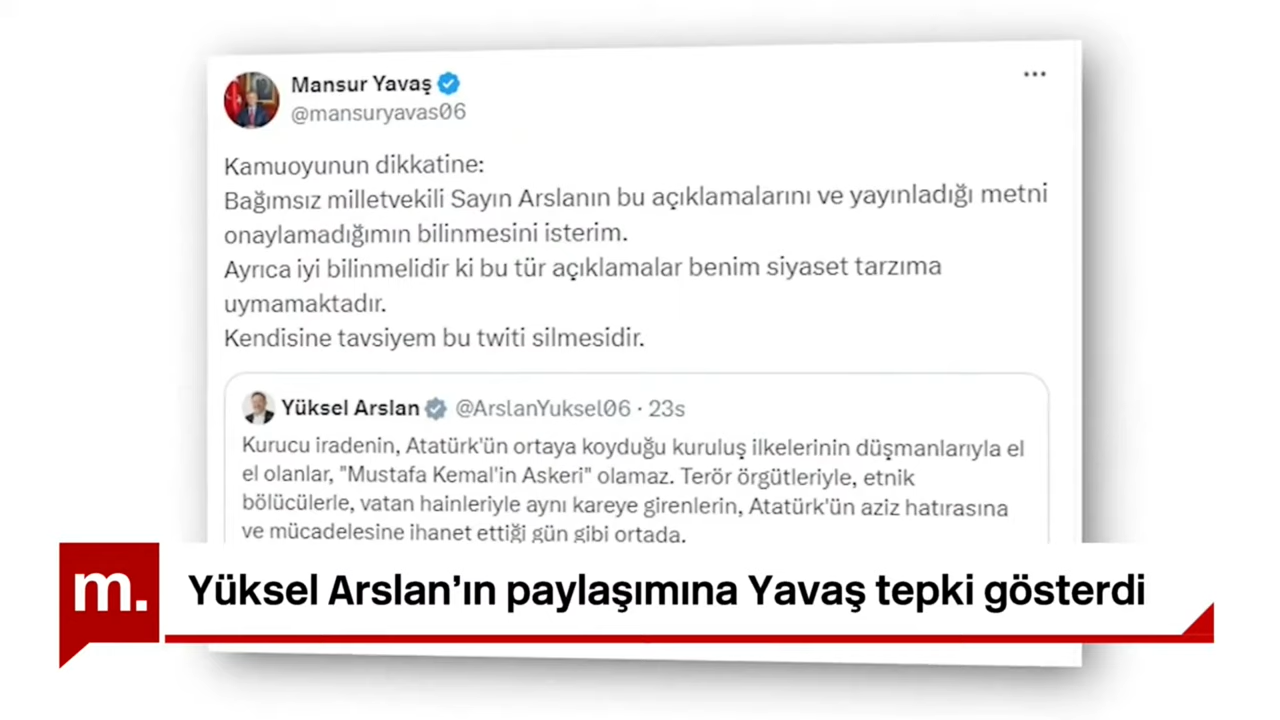 Mansur Yavaş
@mansuryavas06
Kamuoyunun dikkatine:
Bağımsız milletvekili Sayın Arslanın bu açıklamalarını ve yayınladığı metni
onaylamadığımın bilinmesini isterim.
Ayrıca iyi bilinmelidir ki bu tür açıklamalar benim siyaset tarzıma
uymamaktadır.
Kendisine tavsiyem bu twiti silmesidir.
Yüksel Arslan @ArslanYuksel06 · 23s
Kurucu iradenin, Atatürk'ün ortaya koyduğu kuruluş ilkelerinin düşmanlarıyla el
el olanlar, "Mustafa Kemal'in Askeri" olamaz. Terör örgütleriyle, etnik
bölücülerle, vatan hainleriyle aynı kareye girenlerin, Atatürk'ün aziz hatırasına
ve mücadelesine ihanet ettiği gün gibi ortada.
m.
Yüksel Arslan’ın paylaşımına Yavaş tepki gösterdi